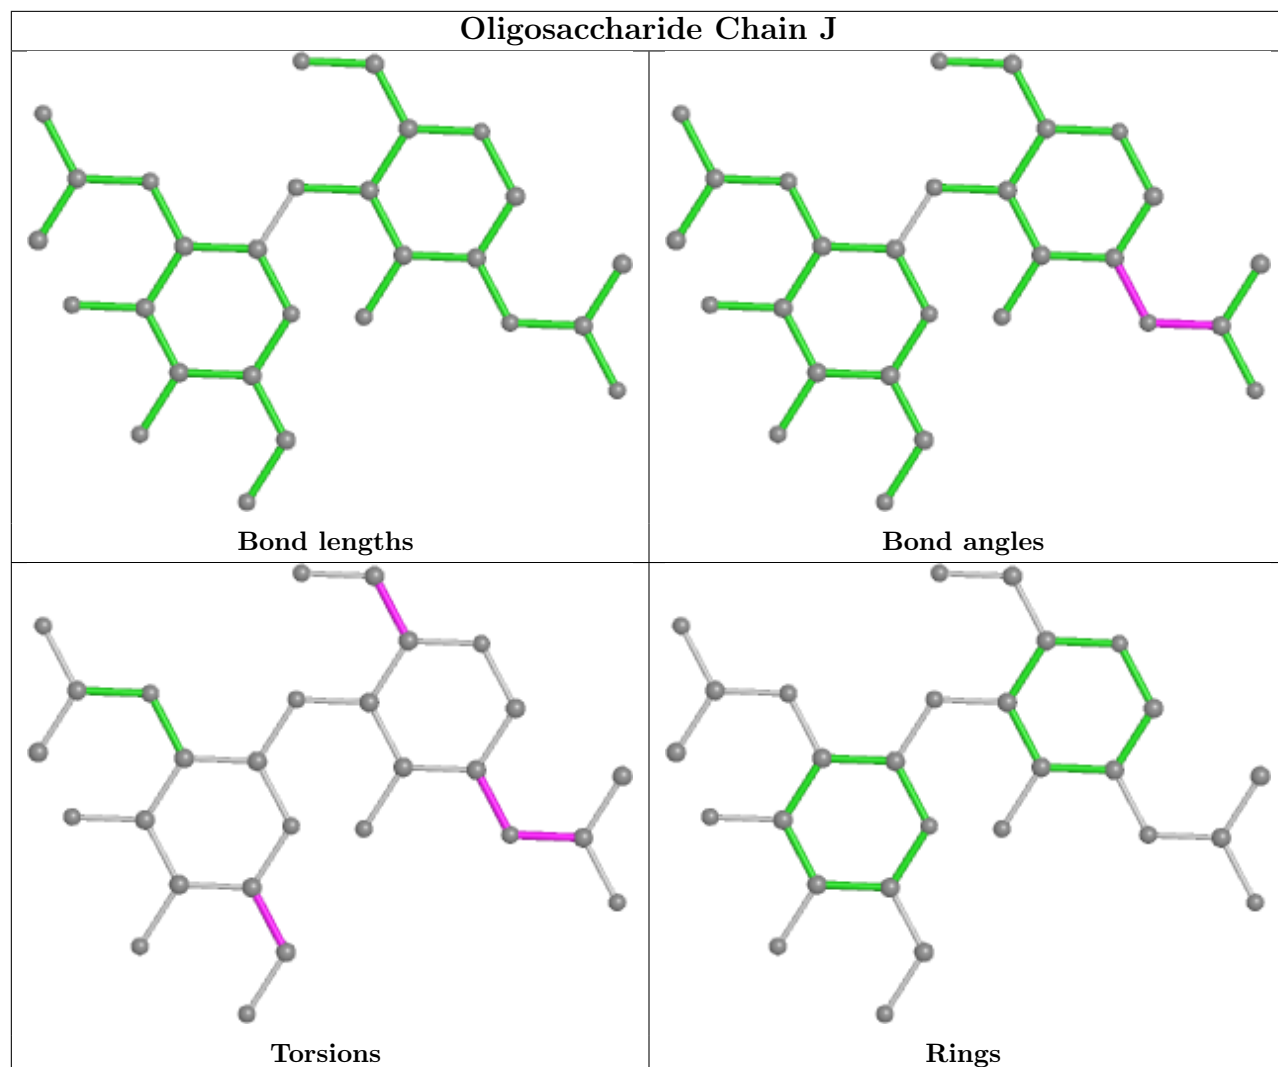 Oligosaccharide Chain J
Bond lengths
Bond angles
Torsions
Rings